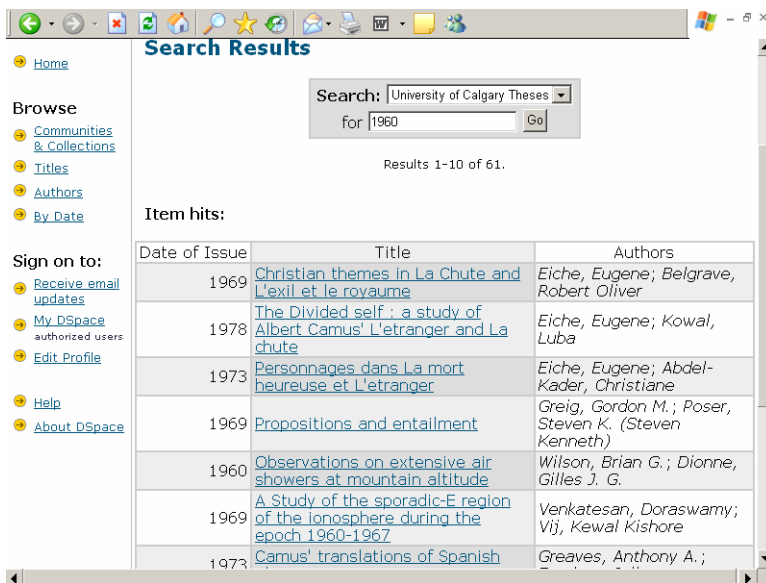 Search Results
Home
Search: University of Calgary Theses
for 1960 Go
Browse
Communities
& Collections
Titles
Authors
By Date
Results 1-10 of 61.
Item hits:
Sign on to:
Receive email
updates
My DSpace
authorized users
Edit Profile
Help
About DSpace
Date of Issue Title Authors
1969 Christian themes in La Chute and Eiche, Eugene; Belgrave,
L'exil et le royaume Robert Oliver
The Divided self : a study of
1978 Albert Camus' L'etranger and La Eiche, Eugene; Kowal,
chute Luba
1973 Personnages dans La mort Eiche, Eugene; Abdel-
heureuse et L'etranger Kader, Christiane
Greig, Gordon M.; Poser,
1969 Propositions and entailment Steven K. (Steven
Kenneth)
1960 Observations on extensive air Wilson, Brian G.; Dionne,
showers at mountain altitude Gilles J. G.
A Study of the sporadic-E region
1969 of the ionosphere during the Venkatesan, Doraswamy;
epoch 1960-1967 Vij, Kewal Kishore
1973 Camus' translations of Spanish Greaves, Anthony A.;